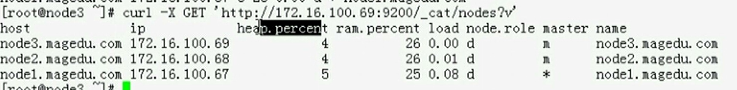 [root@node3 ~]# curl -X GET 'http://172.16.100.69:9200/_cat/nodes?v'
host ip heap.percent ram.percent load node.role master name
node3.magedu.com 172.16.100.69 4 26 0.00 d m node3.magedu.com
node2.magedu.com 172.16.100.68 4 26 0.01 d m node2.magedu.com
node1.magedu.com 172.16.100.67 5 25 0.08 d * node1.magedu.com
[root@node3 ~]#